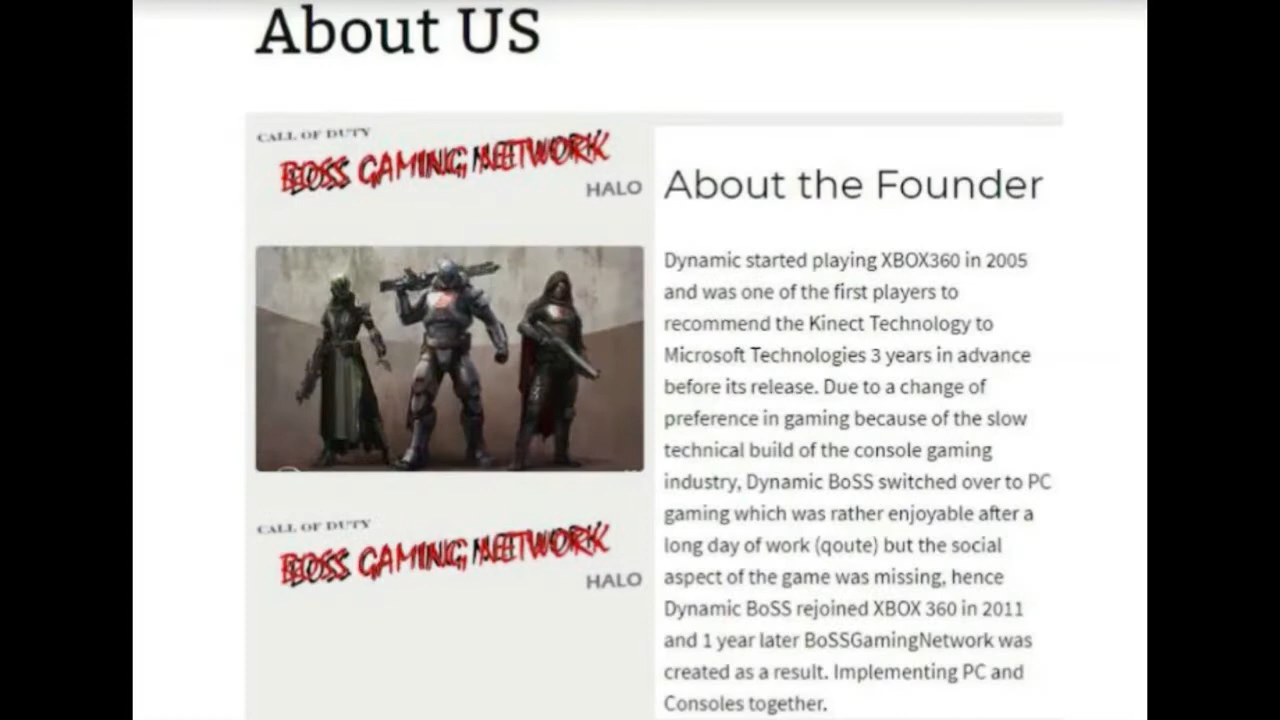 About US
CALL OF DUTY
BOSS GAMING NETWORK
HALO
CALL OF DUTY
BOSS GAMING NETWORK
HALO
About the Founder
Dynamic started playing XBOX360 in 2005
and was one of the first players to
recommend the Kinect Technology to
Microsoft Technologies 3 years in advance
before its release. Due to a change of
preference in gaming because of the slow
technical build of the console gaming
industry, Dynamic BoSS switched over to PC
gaming which was rather enjoyable after a
long day of work (qoute) but the social
aspect of the game was missing, hence
Dynamic BoSS rejoined XBOX 360 in 2011
and 1 year later BoSSGamingNetwork was
created as a result. Implementing PC and
Consoles together.